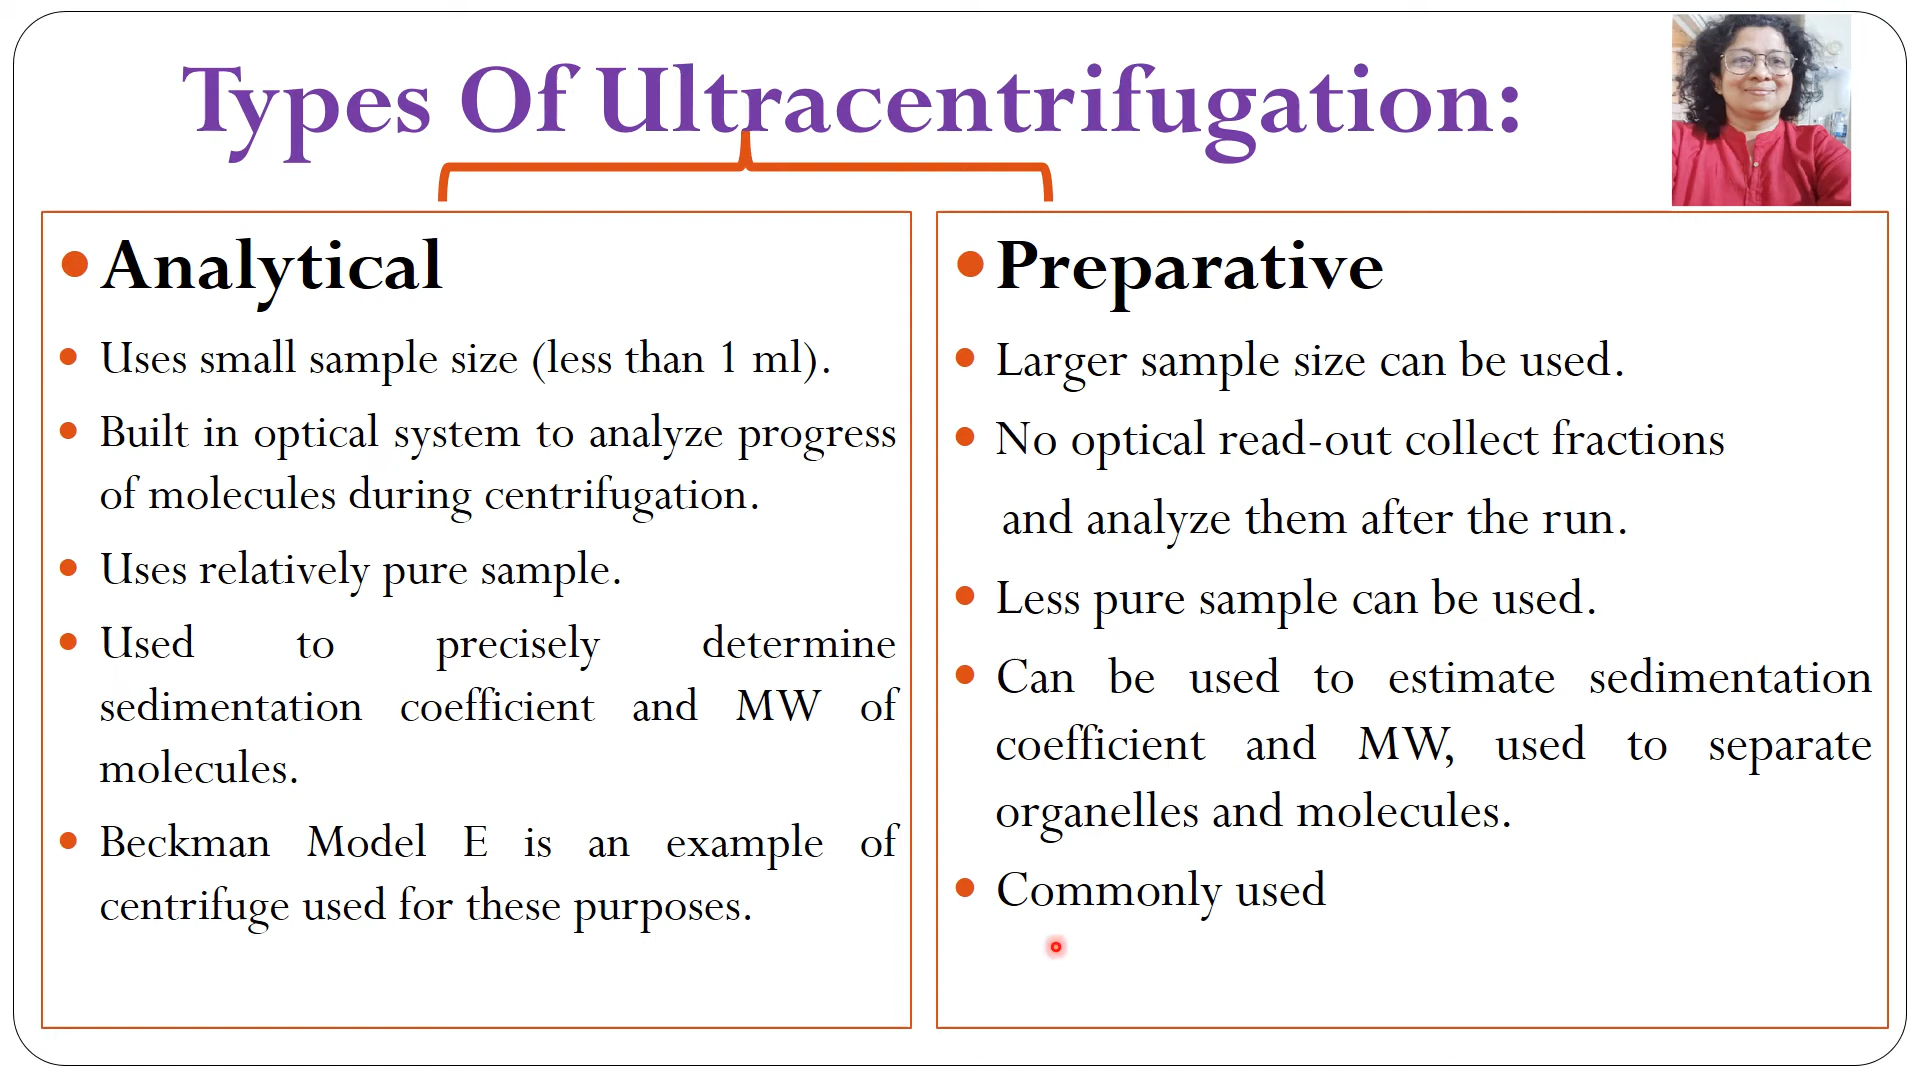 Types Of Ultracentrifugation:
Analytical
Uses small sample size (less than 1 ml).
Built in optical system to analyze progress
of molecules during centrifugation.
Uses relatively pure sample.
Used to precisely determine
sedimentation coefficient and MW of
molecules.
Beckman Model E is an example of
centrifuge used for these purposes.
Preparative
Larger sample size can be used.
No optical read-out collect fractions
and analyze them after the run.
Less pure sample can be used.
Can be used to estimate sedimentation
coefficient and MW, used to separate
organelles and molecules.
Commonly used